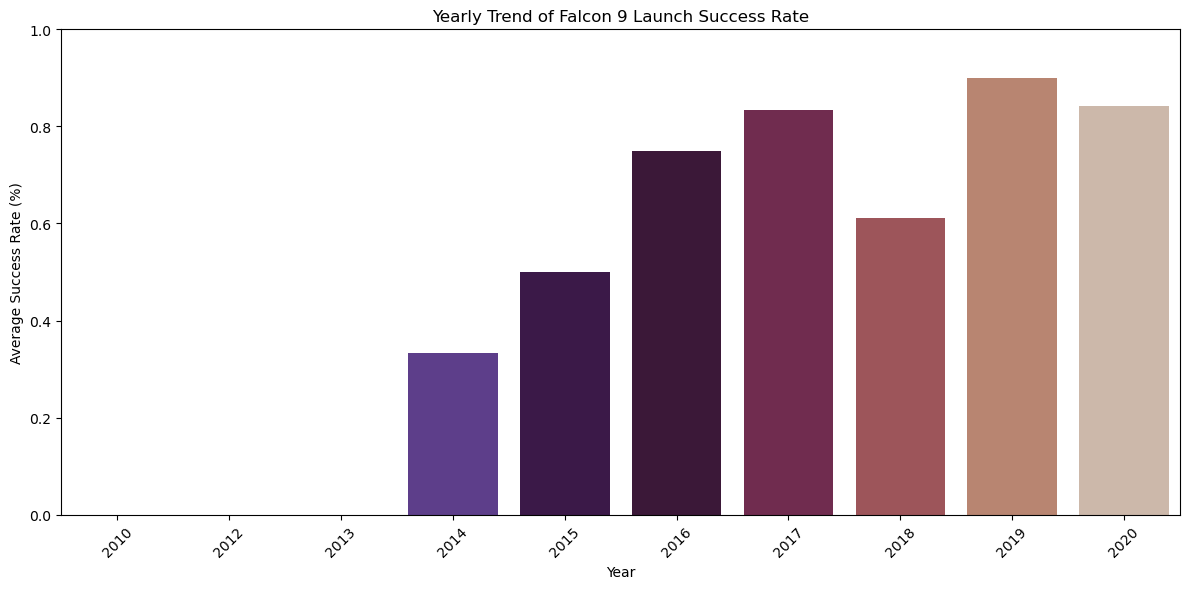 Yearly Trend of Falcon 9 Launch Success Rate
1.0
0.8
0.6
0.4
0.2
0.0
Average Success Rate (%)
2010 2012 2013 2014 2015 2016 2017 2018 2019 2020
Year